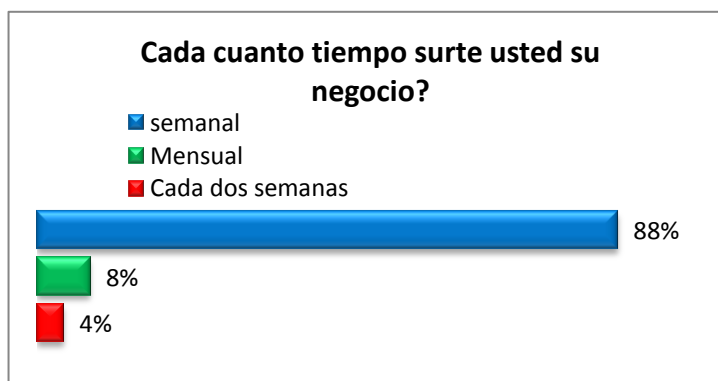 Cada cuanto tiempo surte usted su
negocio?
semanal
Mensual
Cada dos semanas
88%
8%
4%